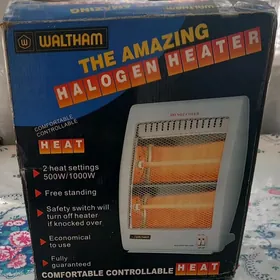 WALTHAM
THE AMAZING
HALOGEN HEATER
COMFORTABLE
CONTROLLABLE
HEAT
• 2 heat settings
500W/1000W
• Free standing
• Safety switch will
turn off heater
if knocked over
• Economical
to use
• Fully
guaranteed
WALTHAM
COMFORTABLE CONTROLLABLE HEAT